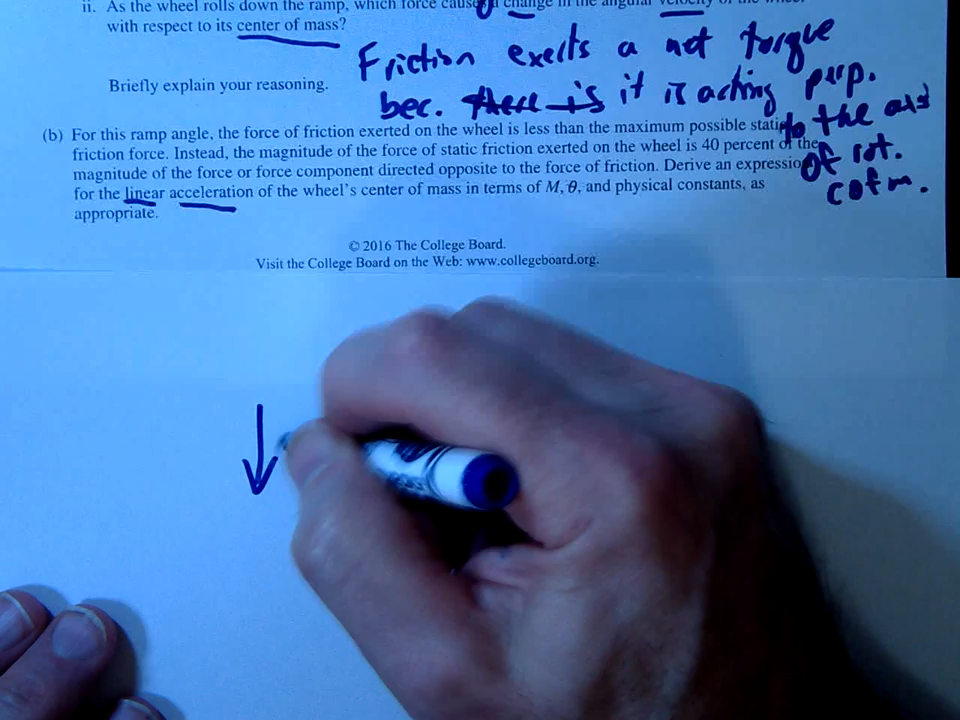 ii. As the wheel rolls down the ramp, which force causes a change in the angular velocity of the wheel
with respect to its center of mass?
Friction exerts a net torque
Briefly explain your reasoning.
bec. there is it is acting perp.
to the axis
of rot.
c of m.
(b) For this ramp angle, the force of friction exerted on the wheel is less than the maximum possible static
friction force. Instead, the magnitude of the force of static friction exerted on the wheel is 40 percent of the
magnitude of the force or force component directed opposite to the force of friction. Derive an expression
for the linear acceleration of the wheel's center of mass in terms of M, θ, and physical constants, as
appropriate.
© 2016 The College Board.
Visit the College Board on the Web: www.collegeboard.org.